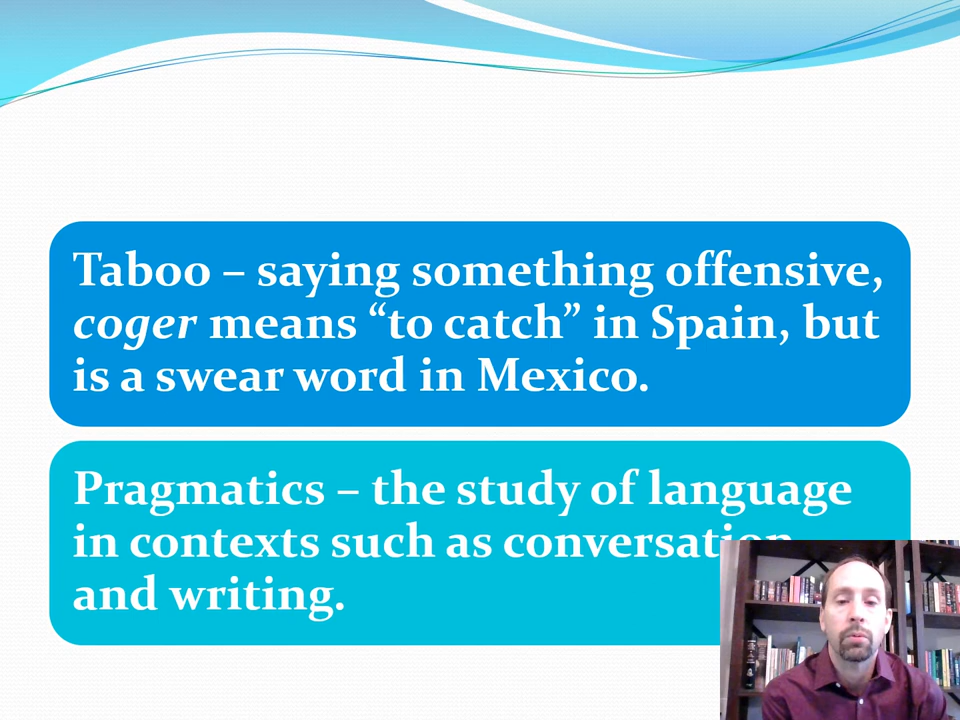 Taboo – saying something offensive,
coger means “to catch” in Spain, but
is a swear word in Mexico.
Pragmatics – the study of language
in contexts such as conversation
and writing.